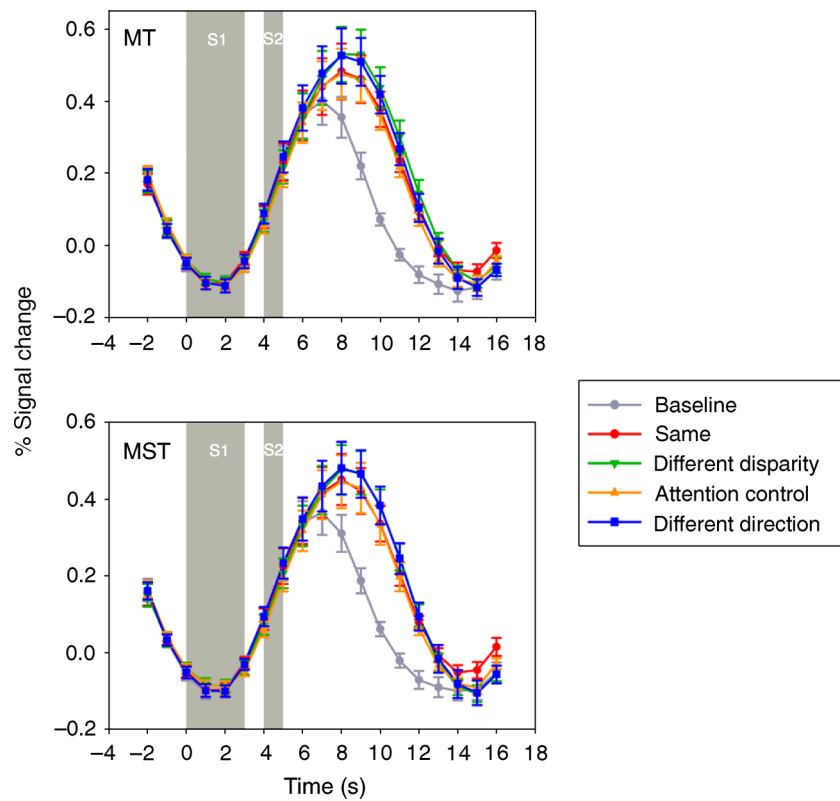 MT
S1
S2
0.6
0.4
0.2
0.0
–0.2
–4 –2 0 2 4 6 8 10 12 14 16 18
% Signal change
MST
S1
S2
0.6
0.4
0.2
0.0
–0.2
–4 –2 0 2 4 6 8 10 12 14 16 18
Time (s)
Baseline
Same
Different disparity
Attention control
Different direction